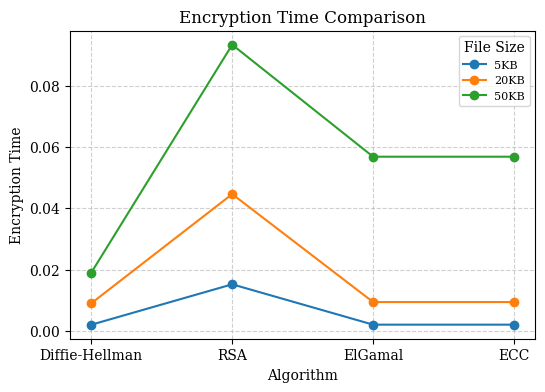 Encryption Time Comparison
File Size
5KB
20KB
50KB
Encryption Time
0.08
0.06
0.04
0.02
0.00
Diffie-Hellman RSA ElGamal ECC
Algorithm